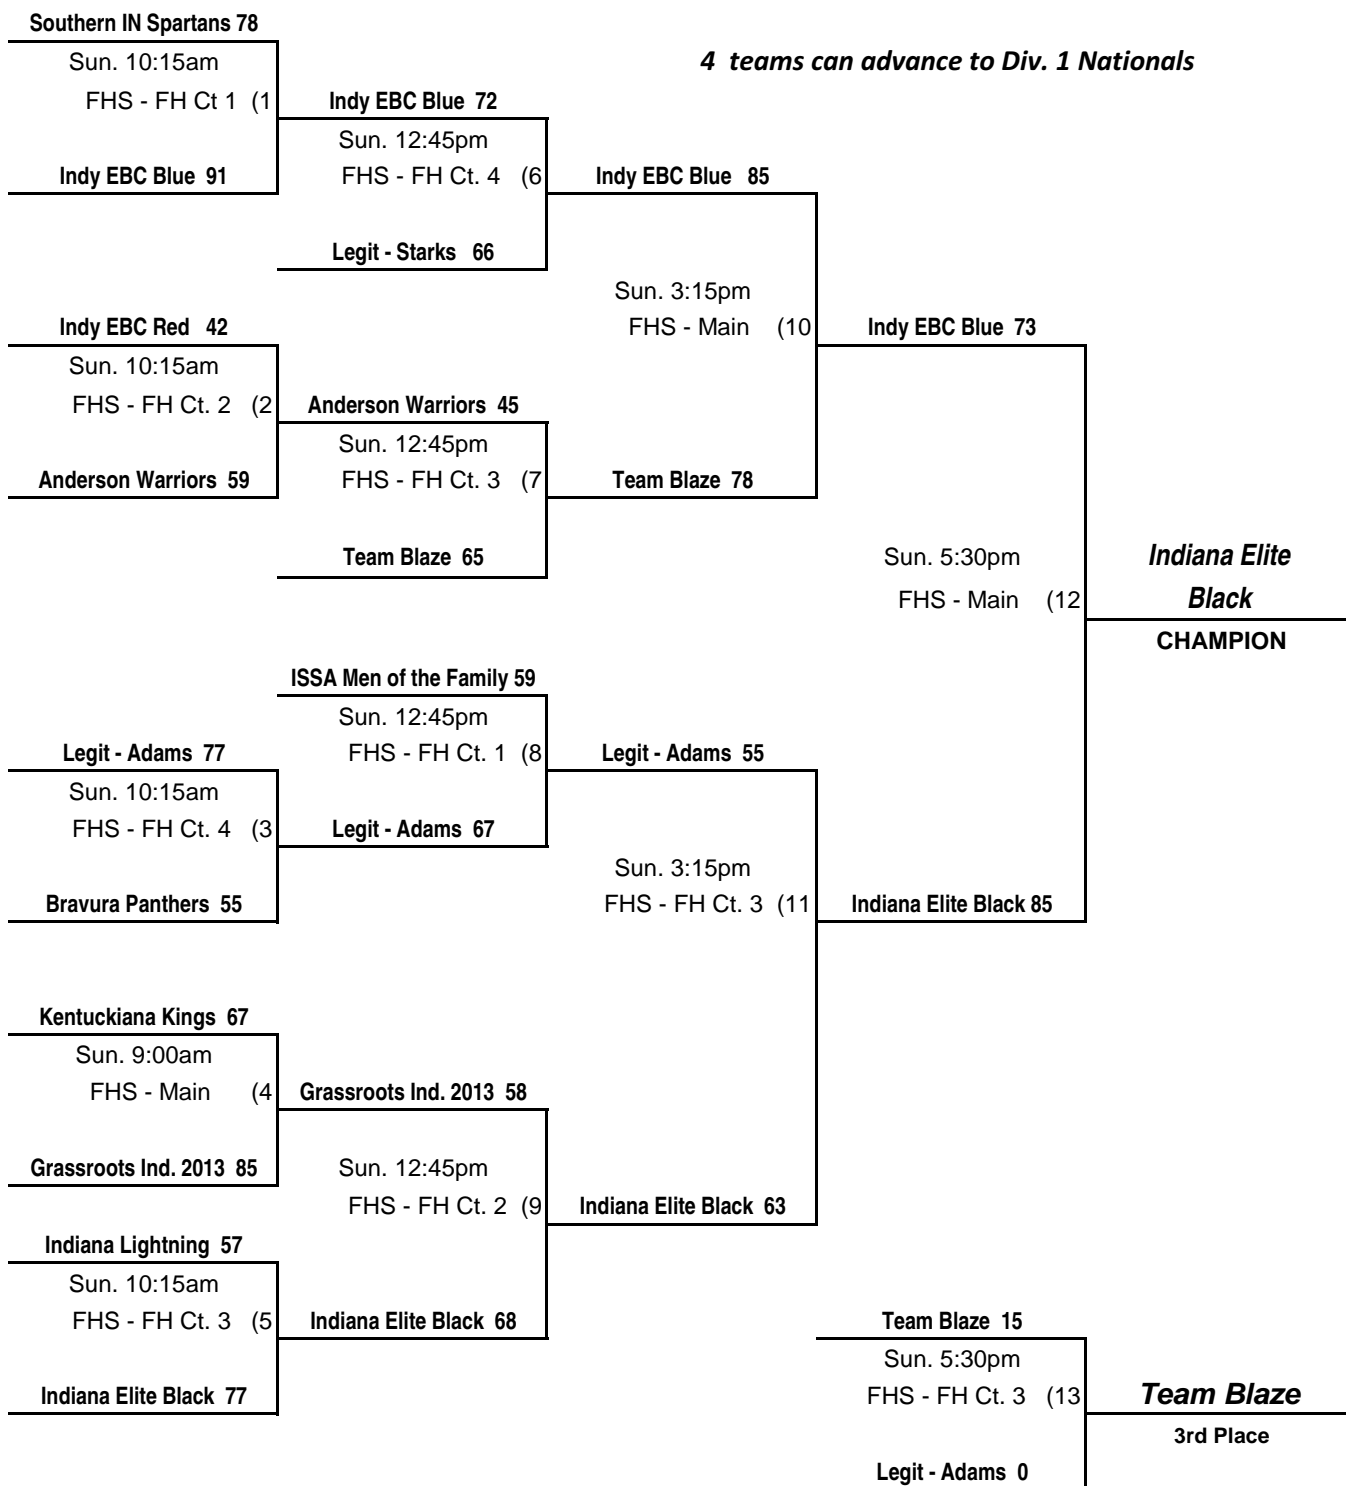 Southern IN Spartans 78
Sun. 10:15am
4 teams can advance to Div. 1 Nationals
FHS - FH Ct 1 (1
Indy EBC Blue 72
Sun. 12:45pm
Indy EBC Blue 91
FHS - FH Ct. 4 (6
Indy EBC Blue 85
Legit - Starks 66
Sun. 3:15pm
Indy EBC Red 42
FHS - Main (10
Indy EBC Blue 73
Sun. 10:15am
FHS - FH Ct. 2 (2
Anderson Warriors 45
Sun. 12:45pm
Anderson Warriors 59
FHS - FH Ct. 3 (7
Team Blaze 78
Team Blaze 65
Sun. 5:30pm
Indiana Elite
FHS - Main (12
Black
CHAMPION
ISSA Men of the Family 59
Sun. 12:45pm
Legit - Adams 77
FHS - FH Ct. 1 (8
Legit - Adams 55
Sun. 10:15am
FHS - FH Ct. 4 (3
Legit - Adams 67
Sun. 3:15pm
Bravura Panthers 55
FHS - FH Ct. 3 (11
Indiana Elite Black 85
Kentuckiana Kings 67
Sun. 9:00am
FHS - Main (4
Grassroots Ind. 2013 58
Grassroots Ind. 2013 85
Sun. 12:45pm
FHS - FH Ct. 2 (9
Indiana Elite Black 63
Indiana Lightning 57
Sun. 10:15am
FHS - FH Ct. 3 (5
Indiana Elite Black 68
Team Blaze 15
Sun. 5:30pm
Indiana Elite Black 77
FHS - FH Ct. 3 (13
Team Blaze
3rd Place
Legit - Adams 0